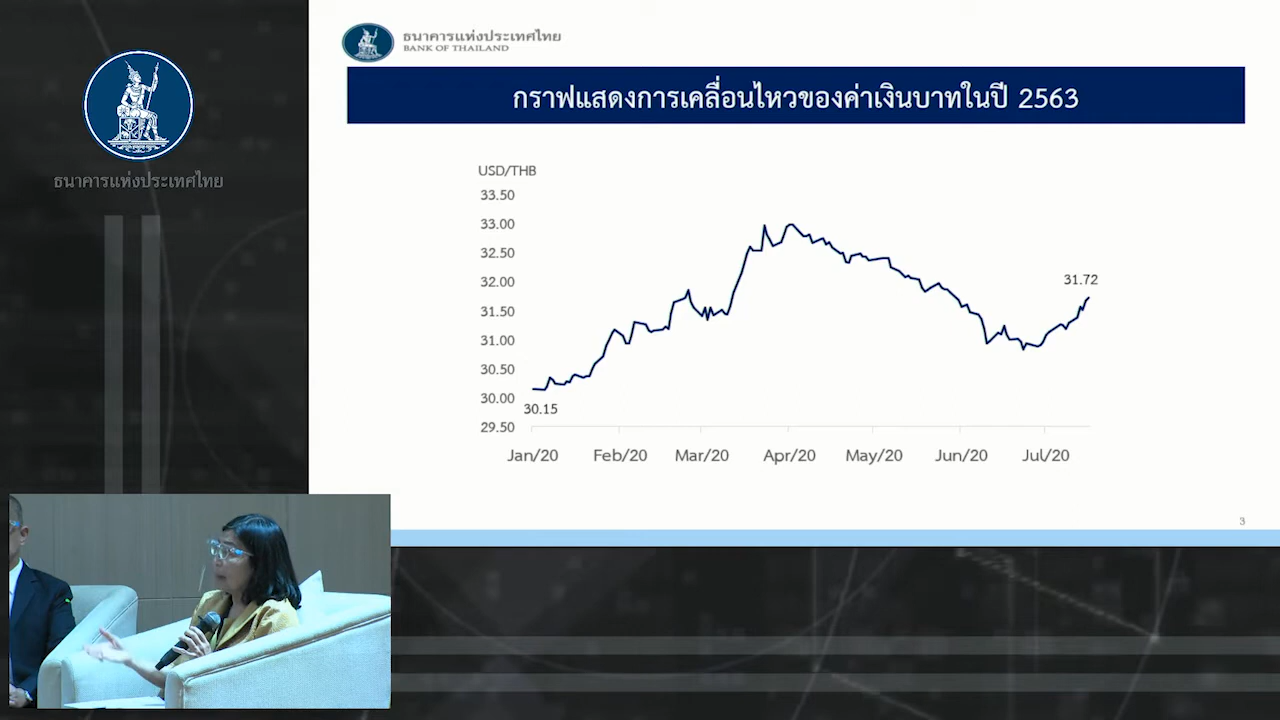 ธนาคารแห่งประเทศไทย
ธนาคารแห่งประเทศไทย
BANK OF THAILAND
กราฟแสดงการเคลื่อนไหวของค่าเงินบาทในปี 2563
USD/THB
33.50
33.00
32.50
32.00
31.50
31.00
30.50
30.00
29.50
31.72
30.15
Jan/20 Feb/20 Mar/20 Apr/20 May/20 Jun/20 Jul/20
3